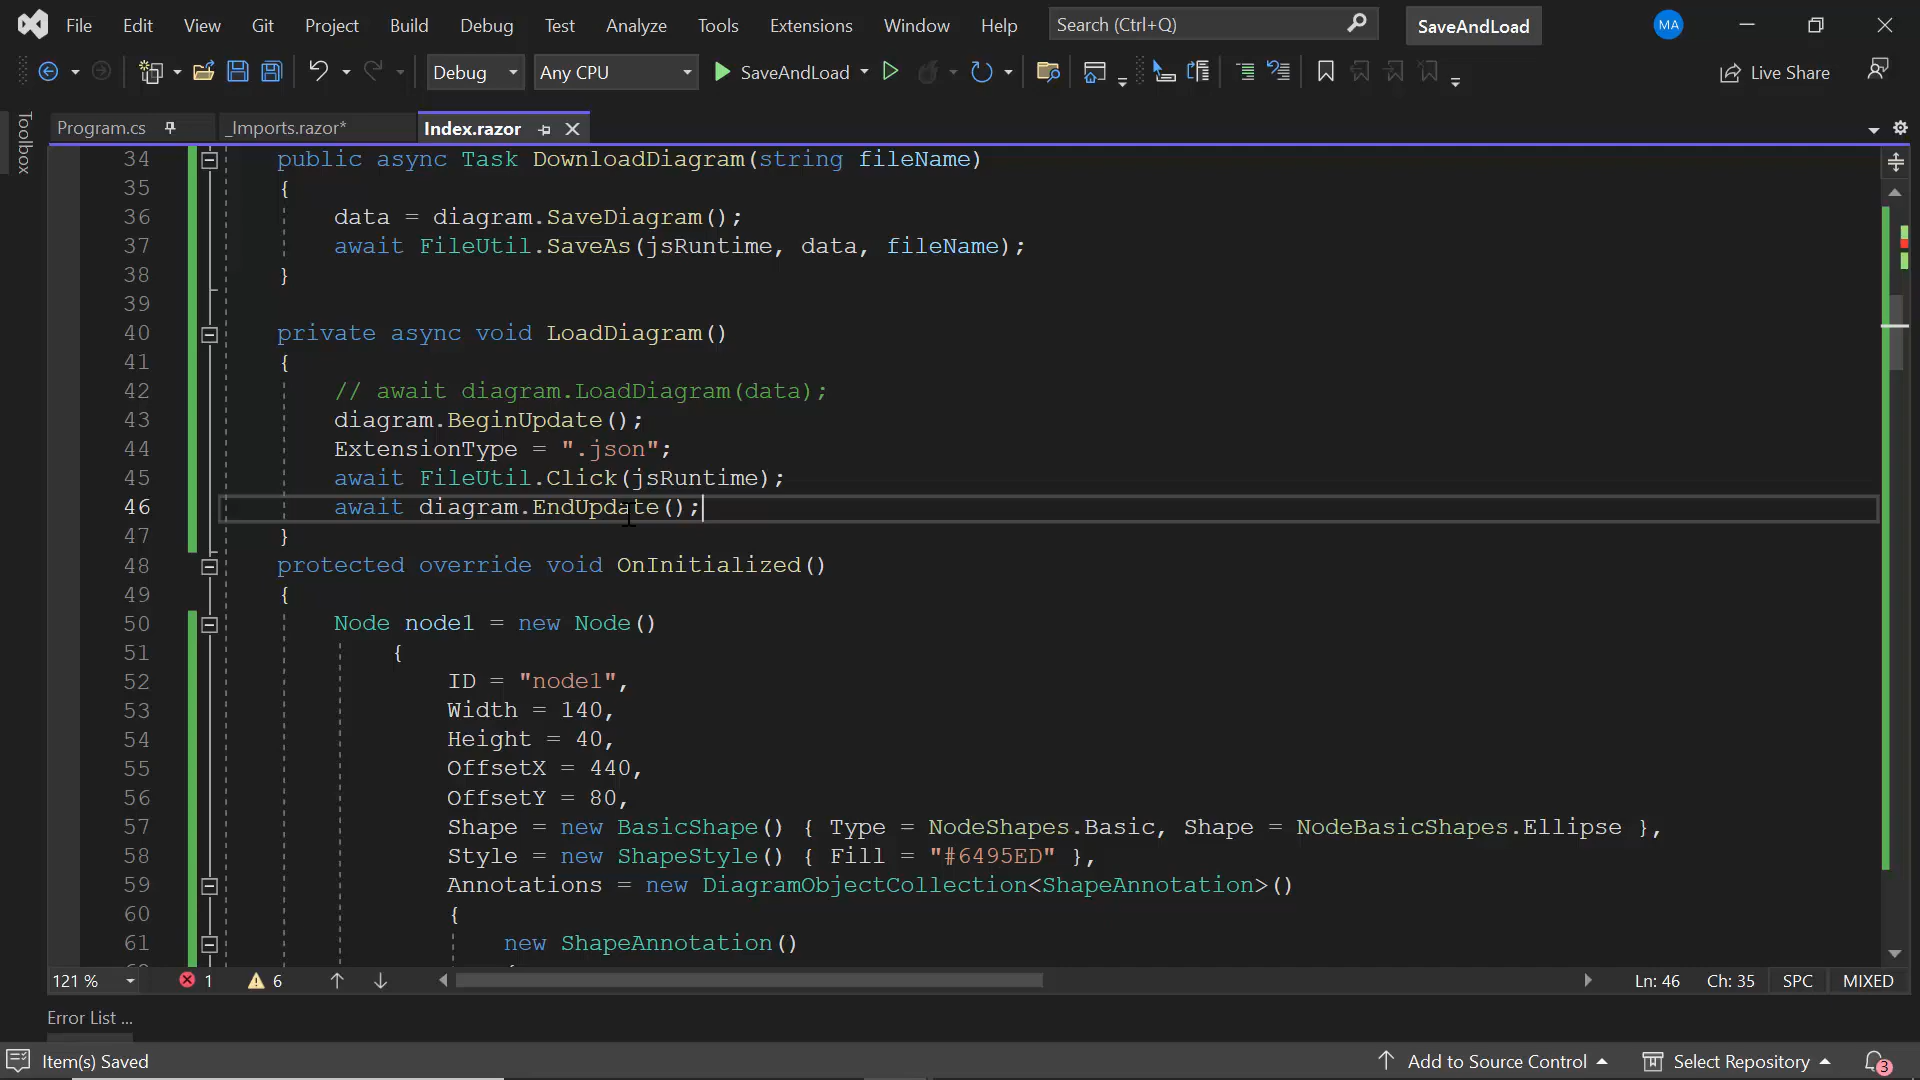 File Edit View Git Project Build Debug Test Analyze Tools Extensions Window Help Search (Ctrl+Q) SaveAndLoad MA
Debug Any CPU SaveAndLoad Live Share
Toolbox
Program.cs _Imports.razor* Index.razor
34 public async Task DownloadDiagram(string fileName)
35 {
36 data = diagram.SaveDiagram();
37 await FileUtil.SaveAs(jsRuntime, data, fileName);
38 }
39
40 private async void LoadDiagram()
41 {
42 // await diagram.LoadDiagram(data);
43 diagram.BeginUpdate();
44 ExtensionType = ".json";
45 await FileUtil.Click(jsRuntime);
46 await diagram.EndUpdate();
47 }
48 protected override void OnInitialized()
49 {
50 Node node1 = new Node()
51 {
52 ID = "node1",
53 Width = 140,
54 Height = 40,
55 OffsetX = 440,
56 OffsetY = 80,
57 Shape = new BasicShape() { Type = NodeShapes.Basic, Shape = NodeBasicShapes.Ellipse },
58 Style = new ShapeStyle() { Fill = "#6495ED" },
59 Annotations = new DiagramObjectCollection<ShapeAnnotation>()
60 {
61 new ShapeAnnotation()
121 % 1 6 Ln: 46 Ch: 35 SPC MIXED
Error List ...
Item(s) Saved Add to Source Control Select Repository 3